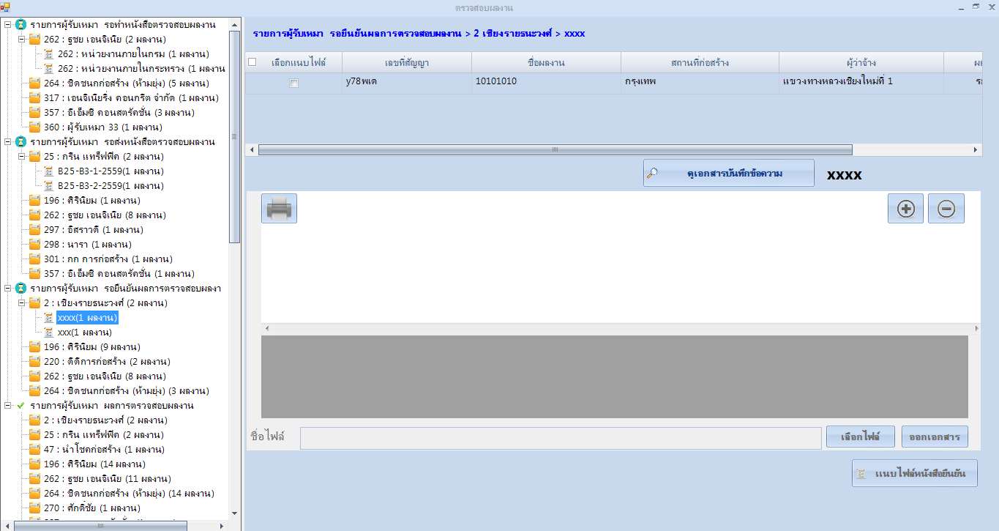 ตรวจสอบผลงาน
รายการผู้รับเหมา รอทำหนังสือตรวจสอบผลงาน
262 : ฐชย เอนจิเนีย (2 ผลงาน)
262 : หน่วยงานภายในกรม (1 ผลงาน)
262 : หน่วยงานภายในกระทรวง (1 ผลงาน
264 : ชิดชนกก่อสร้าง (ห้ามยุ่ง) (5 ผลงาน)
317 : เอนจิเนียริ่ง คอนกรีต จำกัด (1 ผลงาน)
357 : อิเอ็มซี คอนสตรัคชั่น (3 ผลงาน)
360 : ผู้รับเหมา 33 (1 ผลงาน)
รายการผู้รับเหมา รอส่งหนังสือตรวจสอบผลงาน
25 : กรีน แทร็ฟฟิค (2 ผลงาน)
B25-B3-1-2559(1 ผลงาน)
B25-B3-2-2559(1 ผลงาน)
196 : ศิรินิยม (1 ผลงาน)
262 : ฐชย เอนจิเนีย (8 ผลงาน)
297 : อิสราวดี (1 ผลงาน)
298 : นารา (1 ผลงาน)
301 : กก การก่อสร้าง (1 ผลงาน)
357 : อิเอ็มซี คอนสตรัคชั่น (1 ผลงาน)
รายการผู้รับเหมา รอยืนยันผลการตรวจสอบผลงา
2 : เชียงรายธนะวงศ์ (2 ผลงาน)
xxxx(1 ผลงาน)
xxx(1 ผลงาน)
196 : ศิรินิยม (9 ผลงาน)
220 : ดิดีการก่อสร้าง (2 ผลงาน)
262 : ฐชย เอนจิเนีย (8 ผลงาน)
264 : ชิดชนกก่อสร้าง (ห้ามยุ่ง) (3 ผลงาน)
รายการผู้รับเหมา ผลการตรวจสอบผลงาน
2 : เชียงรายธนะวงศ์ (2 ผลงาน)
25 : กรีน แทร็ฟฟิค (2 ผลงาน)
47 : นำโชคก่อสร้าง (1 ผลงาน)
196 : ศิรินิยม (14 ผลงาน)
262 : ฐชย เอนจิเนีย (11 ผลงาน)
264 : ชิดชนกก่อสร้าง (ห้ามยุ่ง) (14 ผลงาน)
270 : ศักดิ์ชัย (1 ผลงาน)
รายการผู้รับเหมา รอยืนยันผลการตรวจสอบผลงาน > 2 เชียงรายธนะวงศ์ > xxxx
เลือกแนบไฟล์ เลขที่สัญญา ชื่อผลงาน สถานที่ก่อสร้าง ผู้ว่าจ้าง
y78พเด 10101010 กรุงเทพ แขวงทางหลวงเชียงใหม่ที่ 1
ดูเอกสารบันทึกข้อความ xxxx
ชื่อไฟล์ เลือกไฟล์ ออกเอกสาร
แนบไฟล์หนังสือยืนยัน